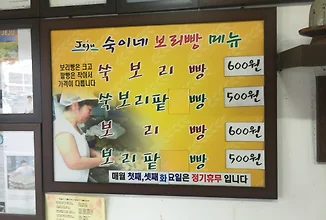 Jeju 숙이네 보리빵 메뉴
보리빵은 크고
팥빵은 작아서
가격이 다릅니다
쑥 보 리 빵 600원
쑥보리팥 빵 500원
보 리 빵 600원
보리팥 빵 500원
매월 첫째,셋째 화요일은 정기휴무 입니다